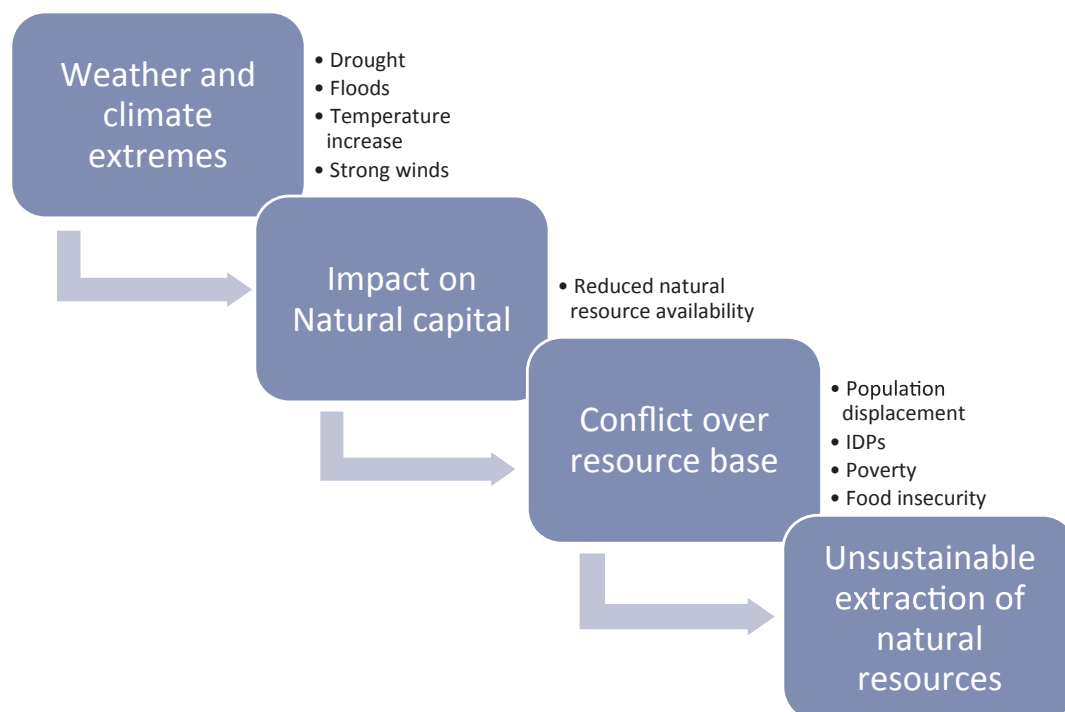 Weather and
climate
extremes
• Drought
• Floods
• Temperature
increase
• Strong winds
Impact on
Natural capital
• Reduced natural
resource availability
Conflict over
resource base
• Population
displacement
• IDPs
• Poverty
• Food insecurity
Unsustainable
extraction of
natural
resources